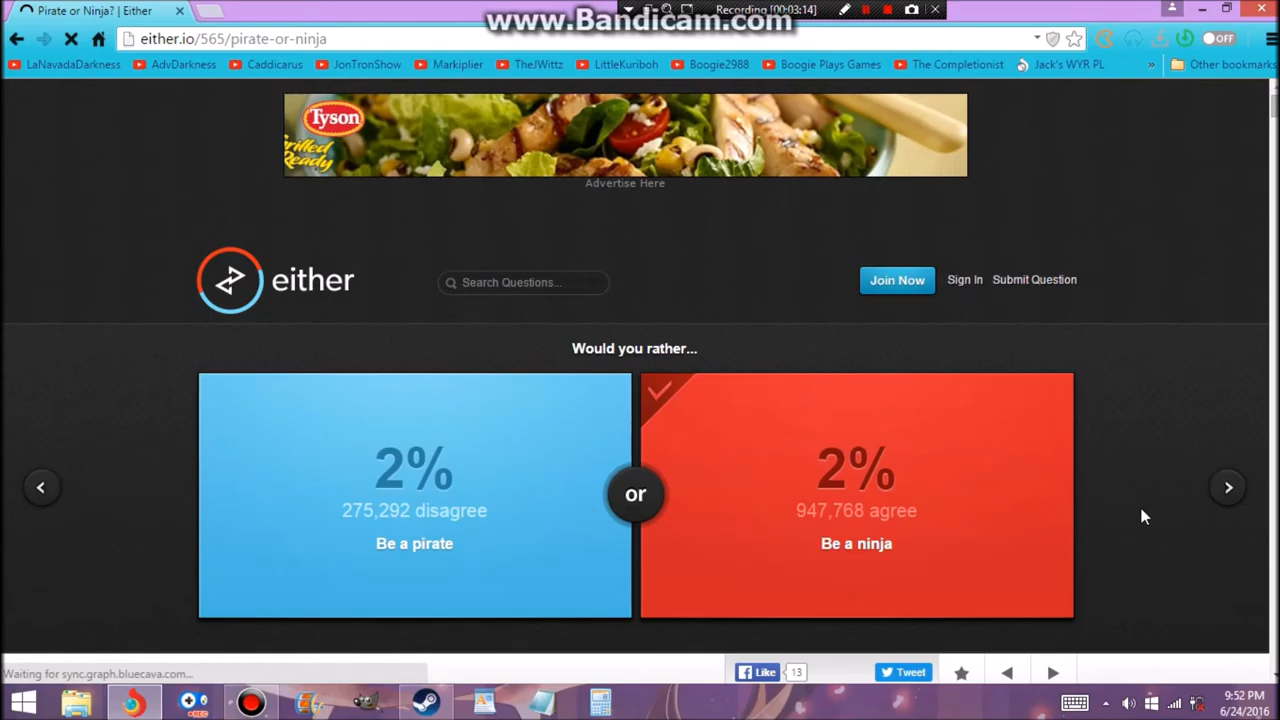 www.Bandicam.com
Pirate or Ninja? | Either
Recording [00:03:14]
either.io/565/pirate-or-ninja
OFF
LaNavadaDarkness
AdvDarkness
Caddicarus
JonTronShow
Markiplier
TheJWittz
LittleKuriboh
Boogie2988
Boogie Plays Games
The Completionist
Jack's WYR PL
»
Other bookmarks
Tyson
Grilled
Ready
Advertise Here
either
Search Questions...
Join Now
Sign In
Submit Question
Would you rather...
2%
275,292 disagree
Be a pirate
or
2%
947,768 agree
Be a ninja
Waiting for sync.graph.bluecava.com...
Like
13
Tweet
REC
9:52 PM
6/24/2016